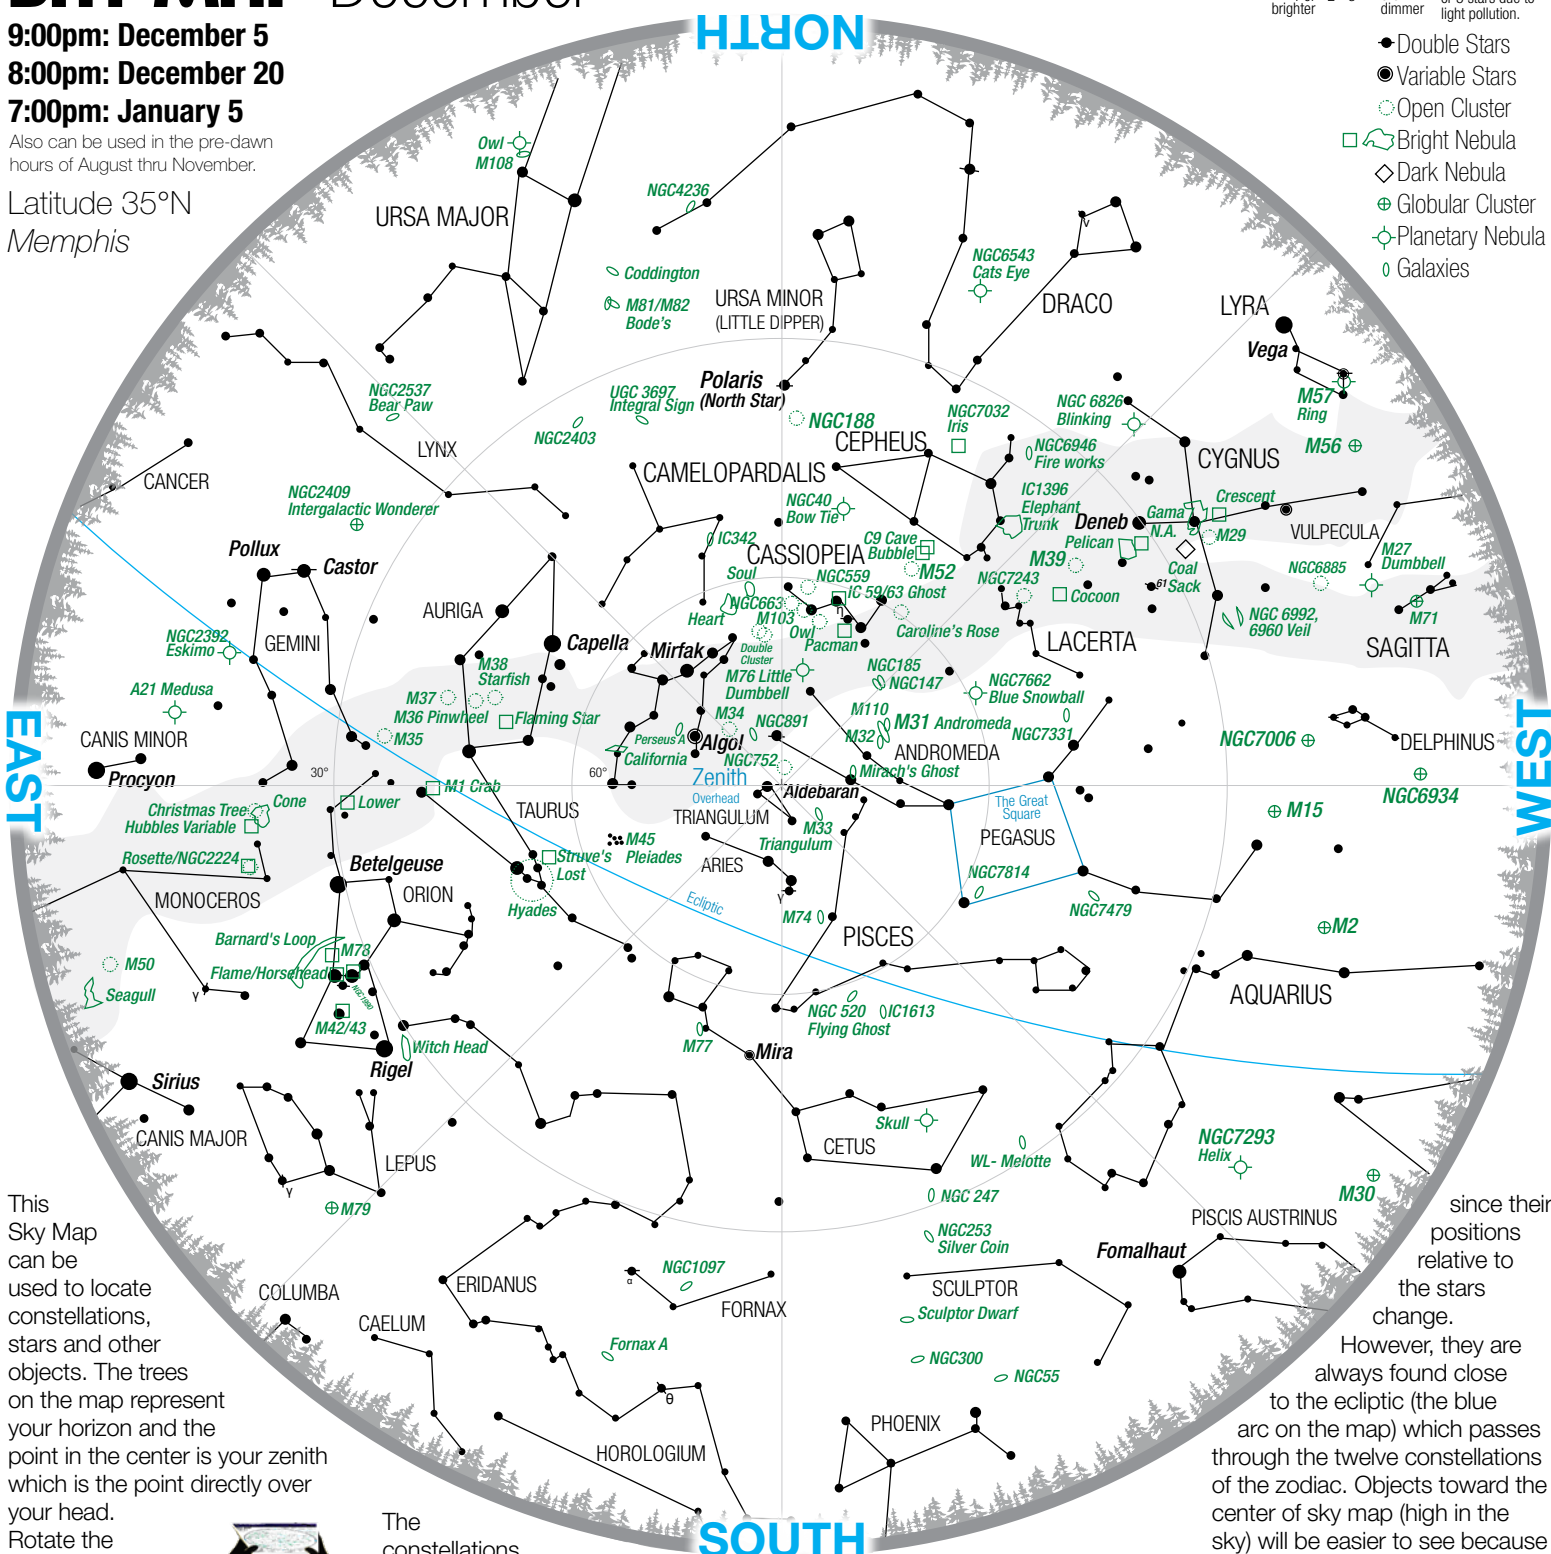 December
9:00pm: December 5
8:00pm: December 20
7:00pm: January 5
Also can be used in the pre-dawn
hours of August thru November.
Latitude 35°N
Memphis
brighter
dimmer
light pollution.
Double Stars
Variable Stars
Open Cluster
Bright Nebula
Dark Nebula
Globular Cluster
Planetary Nebula
Galaxies
NORTH
Owl
M108
URSA MAJOR
NGC4236
Coddington
M81/M82
Bode's
URSA MINOR
(LITTLE DIPPER)
NGC6543
Cats Eye
DRACO
ν
LYRA
Vega
M57
Ring
M56
NGC2537
Bear Paw
UGC 3697
Integral Sign
NGC2403
Polaris
(North Star)
NGC188
NGC7032
Iris
NGC 6826
Blinking
CEPHEUS
NGC6946
Fire works
CYGNUS
LYNX
CANCER
CAMELOPARDALIS
NGC2409
Intergalactic Wonderer
NGC40
Bow Tie
IC1396
Elephant
Trunk
Deneb
Gama
Crescent
N.A.
Pelican
M29
VULPECULA
M27
Dumbbell
Pollux
Castor
IC342
CASSIOPEIA
C9 Cave
Bubble
M52
M39
NGC7243
Cocoon
Coal
Sack
61
NGC6885
M71
Soul
Heart
NGC559
NGC663
M103
IC 59/63 Ghost
η
Owl
Pacman
Caroline's Rose
LACERTA
NGC 6992,
6960 Veil
SAGITTA
AURIGA
Capella
Mirfak
Double
Cluster
NGC2392
Eskimo
GEMINI
M38
Starfish
M37
M36 Pinwheel
Flaming Star
M35
A21 Medusa
M76 Little
Dumbbell
NGC185
NGC147
NGC7662
Blue Snowball
M110
M31 Andromeda
M32
NGC7331
M34
NGC891
Perseus A
Algol
California
NGC752
ANDROMEDA
Mirach's Ghost
NGC7006
DELPHINUS
EAST
WEST
CANIS MINOR
Procyon
30°
60°
Zenith
Overhead
Aldebaran
The Great
Square
PEGASUS
NGC6934
M15
M1 Crab
Cone
Christmas Tree
Hubbles Variable
Lower
TAURUS
TRIANGULUM
M33
Triangulum
M45
Pleiades
ARIES
Rosette/NGC2224
Betelgeuse
Struve's
Lost
Hyades
MONOCEROS
ORION
Ecliptic
γ
M74
PISCES
NGC7814
NGC7479
M2
Barnard's Loop
M78
Flame/Horsehead
NGC1990
M50
Seagull
γ
M42/43
Witch Head
Rigel
M77
Mira
NGC 520
Flying Ghost
IC1613
AQUARIUS
Sirius
CANIS MAJOR
LEPUS
γ
M79
Skull
CETUS
WL- Melotte
NGC7293
Helix
M30
NGC 247
NGC253
Silver Coin
PISCIS AUSTRINUS
Fomalhaut
COLUMBA
CAELUM
ERIDANUS
α
NGC1097
FORNAX
Fornax A
SCULPTOR
Sculptor Dwarf
NGC300
NGC55
θ
HOROLOGIUM
PHOENIX
SOUTH
This
Sky Map
can be
used to locate
constellations,
stars and other
objects. The trees
on the map represent
your horizon and the
point in the center is your zenith
which is the point directly over
your head.
Rotate the
The
constellations
since their
positions
relative to
the stars
change.
However, they are
always found close
to the ecliptic (the blue
arc on the map) which passes
through the twelve constellations
of the zodiac. Objects toward the
center of sky map (high in the
sky) will be easier to see because